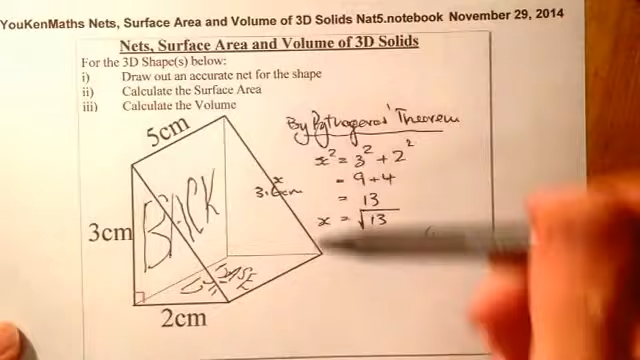 YouKenMaths Nets, Surface Area and Volume of 3D Solids Nat5.notebook November 29, 2014
Nets, Surface Area and Volume of 3D Solids
For the 3D Shape(s) below:
i) Draw out an accurate net for the shape
ii) Calculate the Surface Area
iii) Calculate the Volume
By Pythagoras' Theorem
5cm
x² = 3² + 2²
= 9+4
= 13
x = √13
x
3.6cm
BACK
3cm
BASE
2cm